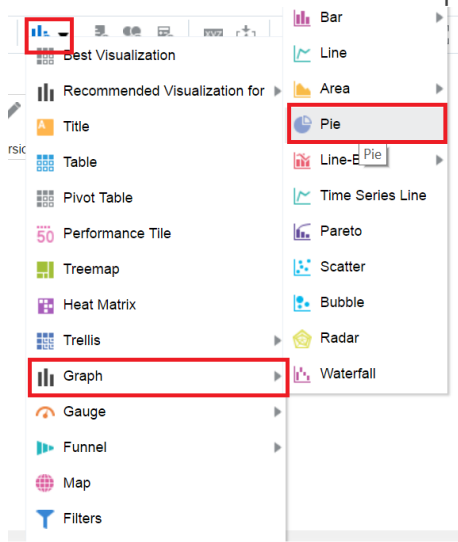 Best Visualization
Recommended Visualization for
Title
Table
Pivot Table
50 Performance Tile
Treemap
Heat Matrix
Trellis
Graph
Gauge
Funnel
Map
Filters
Bar
Line
Area
Pie
Pie
Time Series Line
Pareto
Scatter
Bubble
Radar
Waterfall